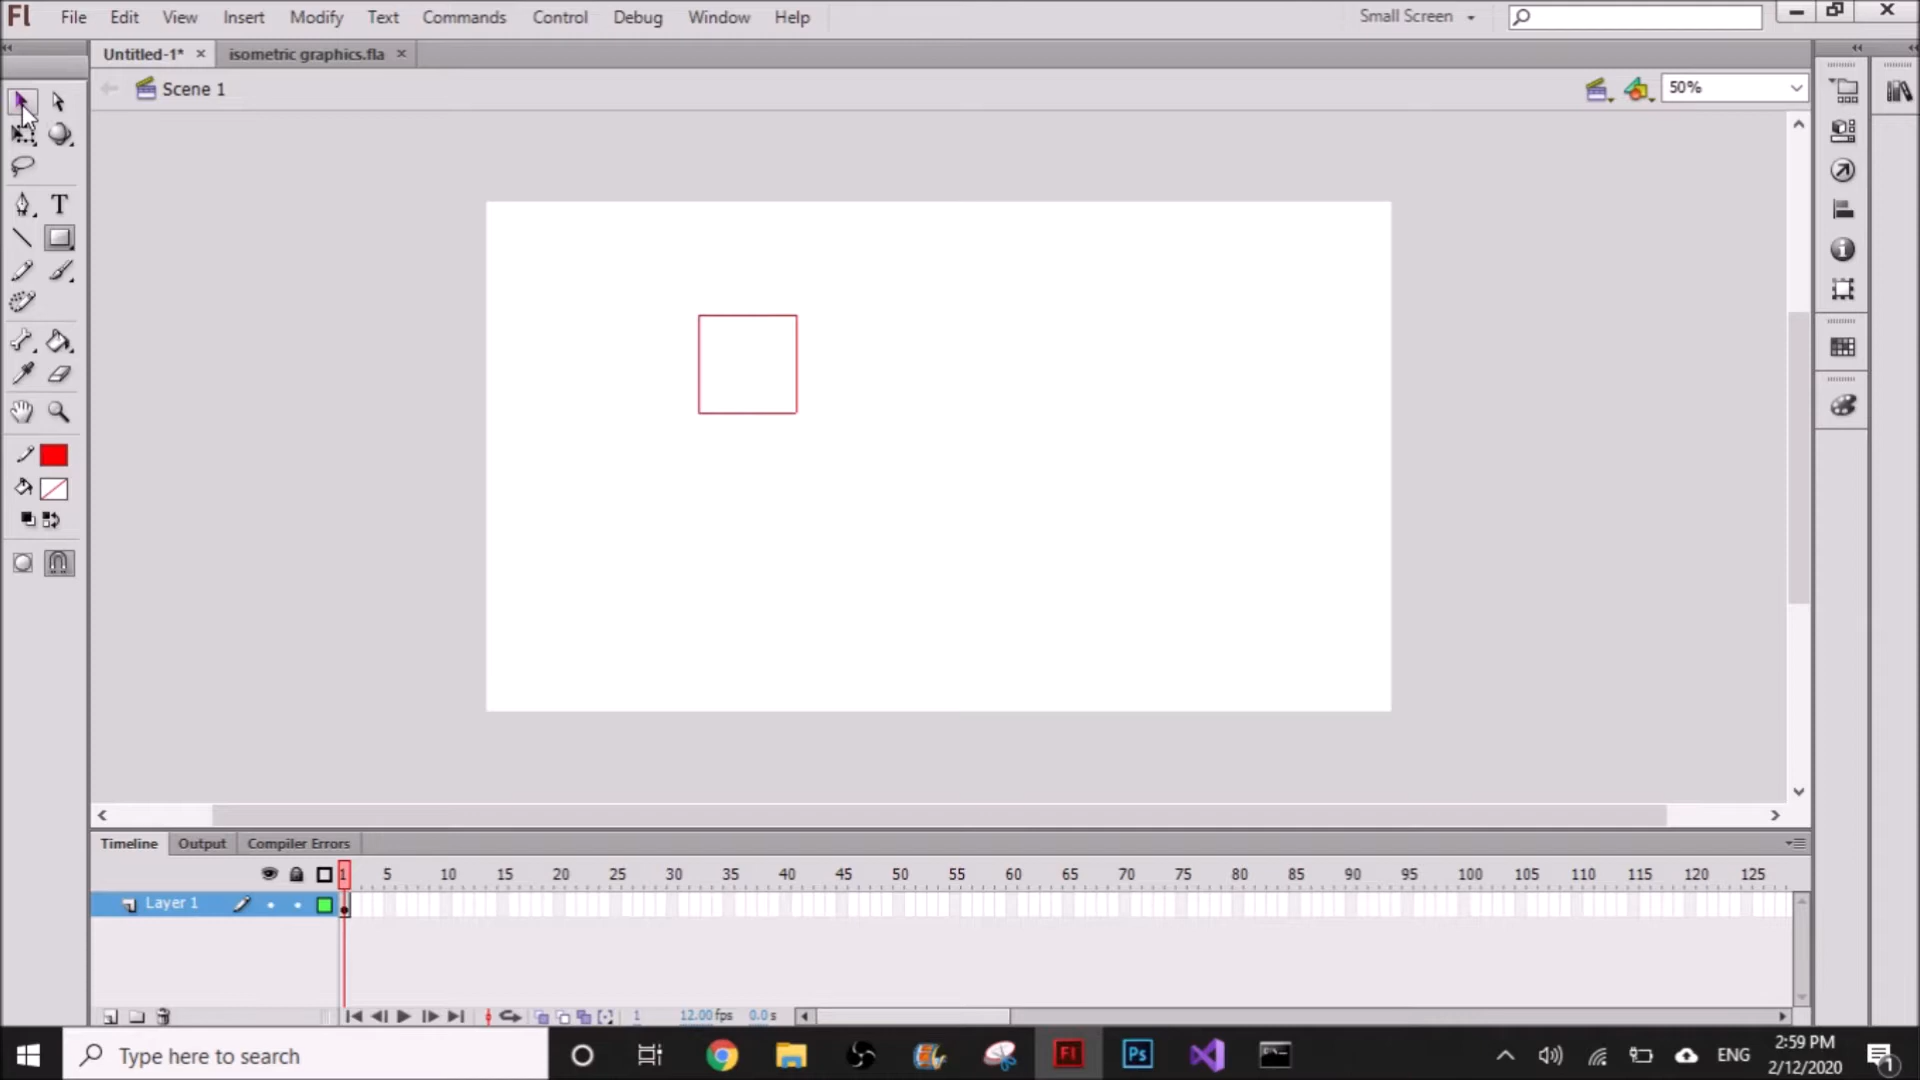 Fl File Edit View Insert Modify Text Commands Control Debug Window Help Small Screen
Untitled-1* isometric graphics.fla
Scene 1 50%
T
Timeline Output Compiler Errors
1 5 10 15 20 25 30 35 40 45 50 55 60 65 70 75 80 85 90 95 100 105 110 115 120 125
Layer 1
1 12.00 fps 0.0 s
Type here to search Fl Ps ENG 2:59 PM
2/12/2020 1